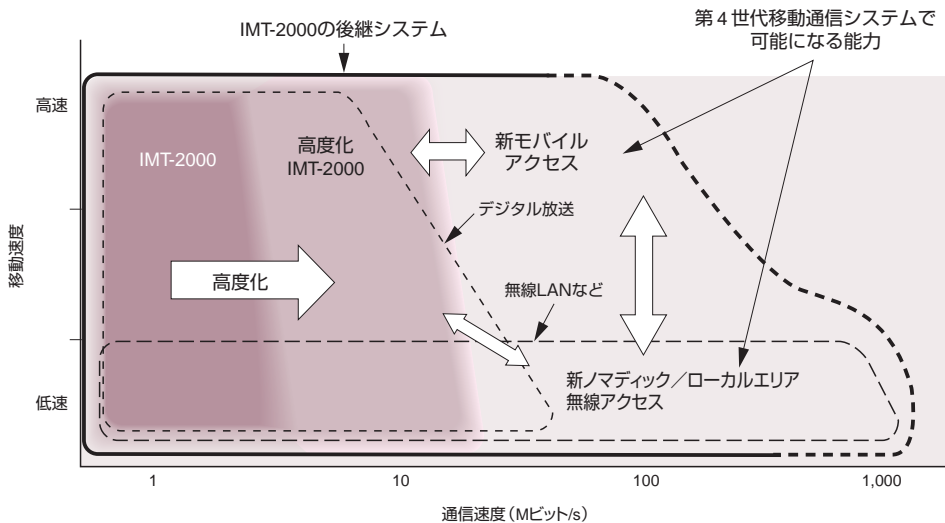 IMT-2000の後継システム
第4世代移動通信システムで
可能になる能力
高速
IMT-2000
高度化
IMT-2000
新モバイル
アクセス
デジタル放送
移動速度
高度化
無線LANなど
新ノマディック／ローカルエリア
無線アクセス
低速
1
10
100
1,000
通信速度（Mビット/s）